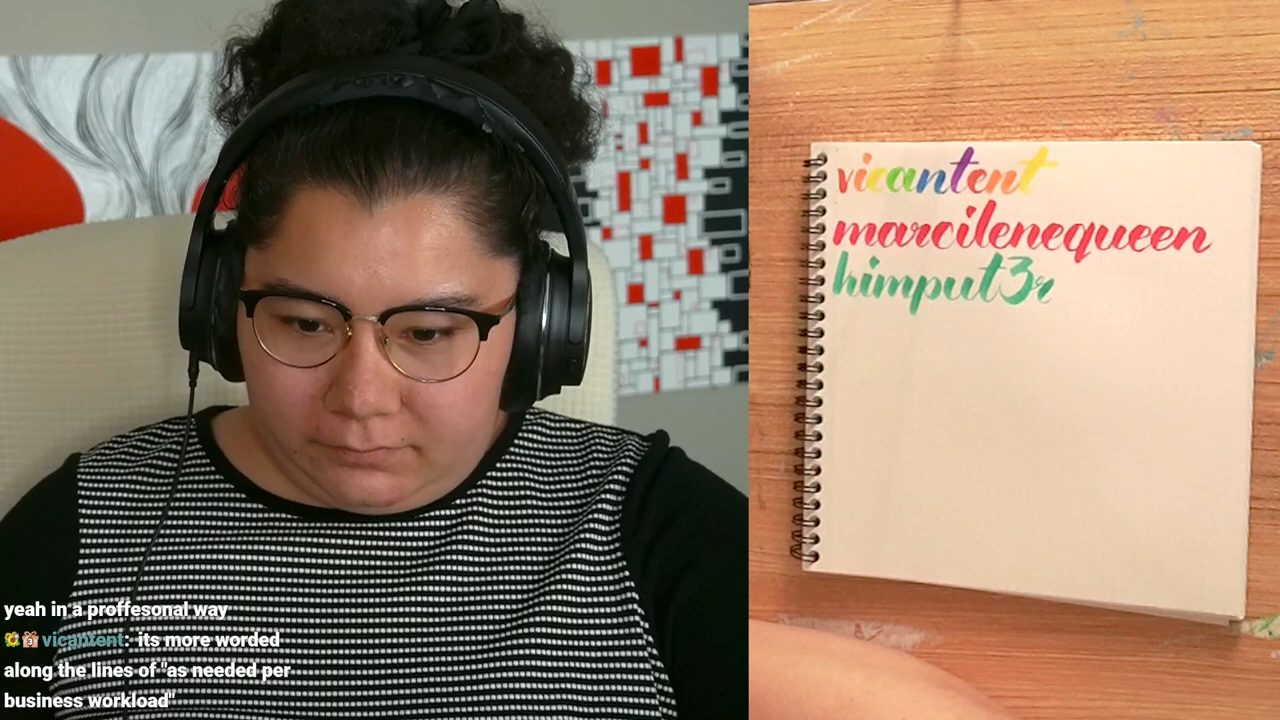 vicantent
marcilenequeen
himput3r
yeah in a proffesonal way
vicantent: its more worded
along the lines of "as needed per
business workload"